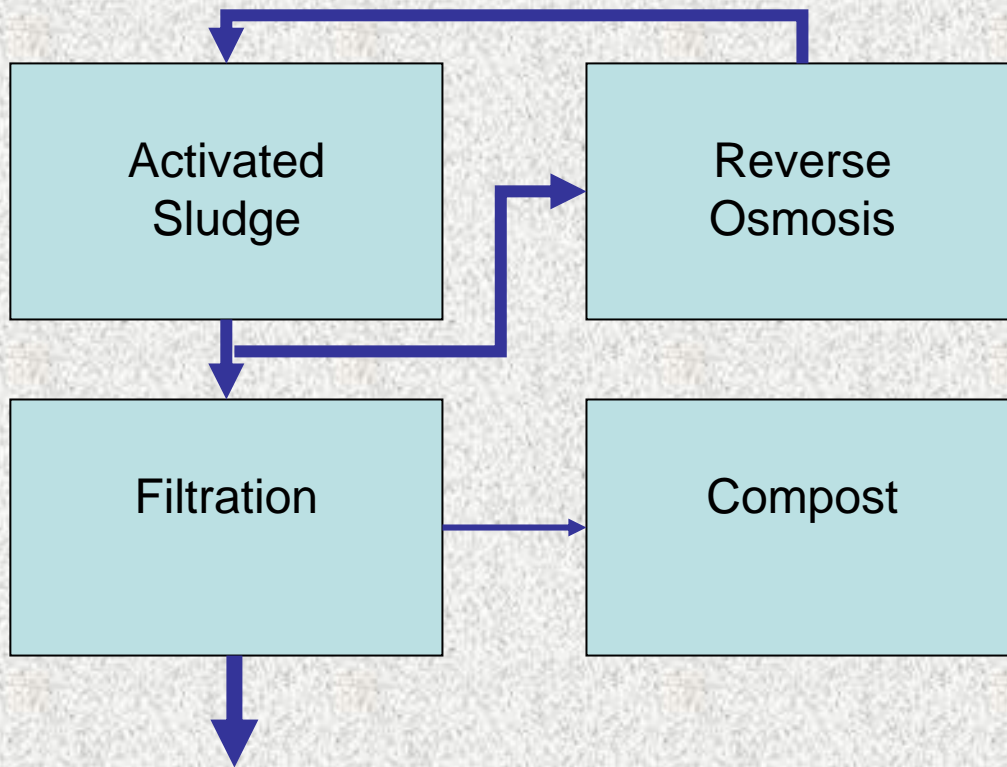 Activated
Sludge
Reverse
Osmosis
Filtration
Compost